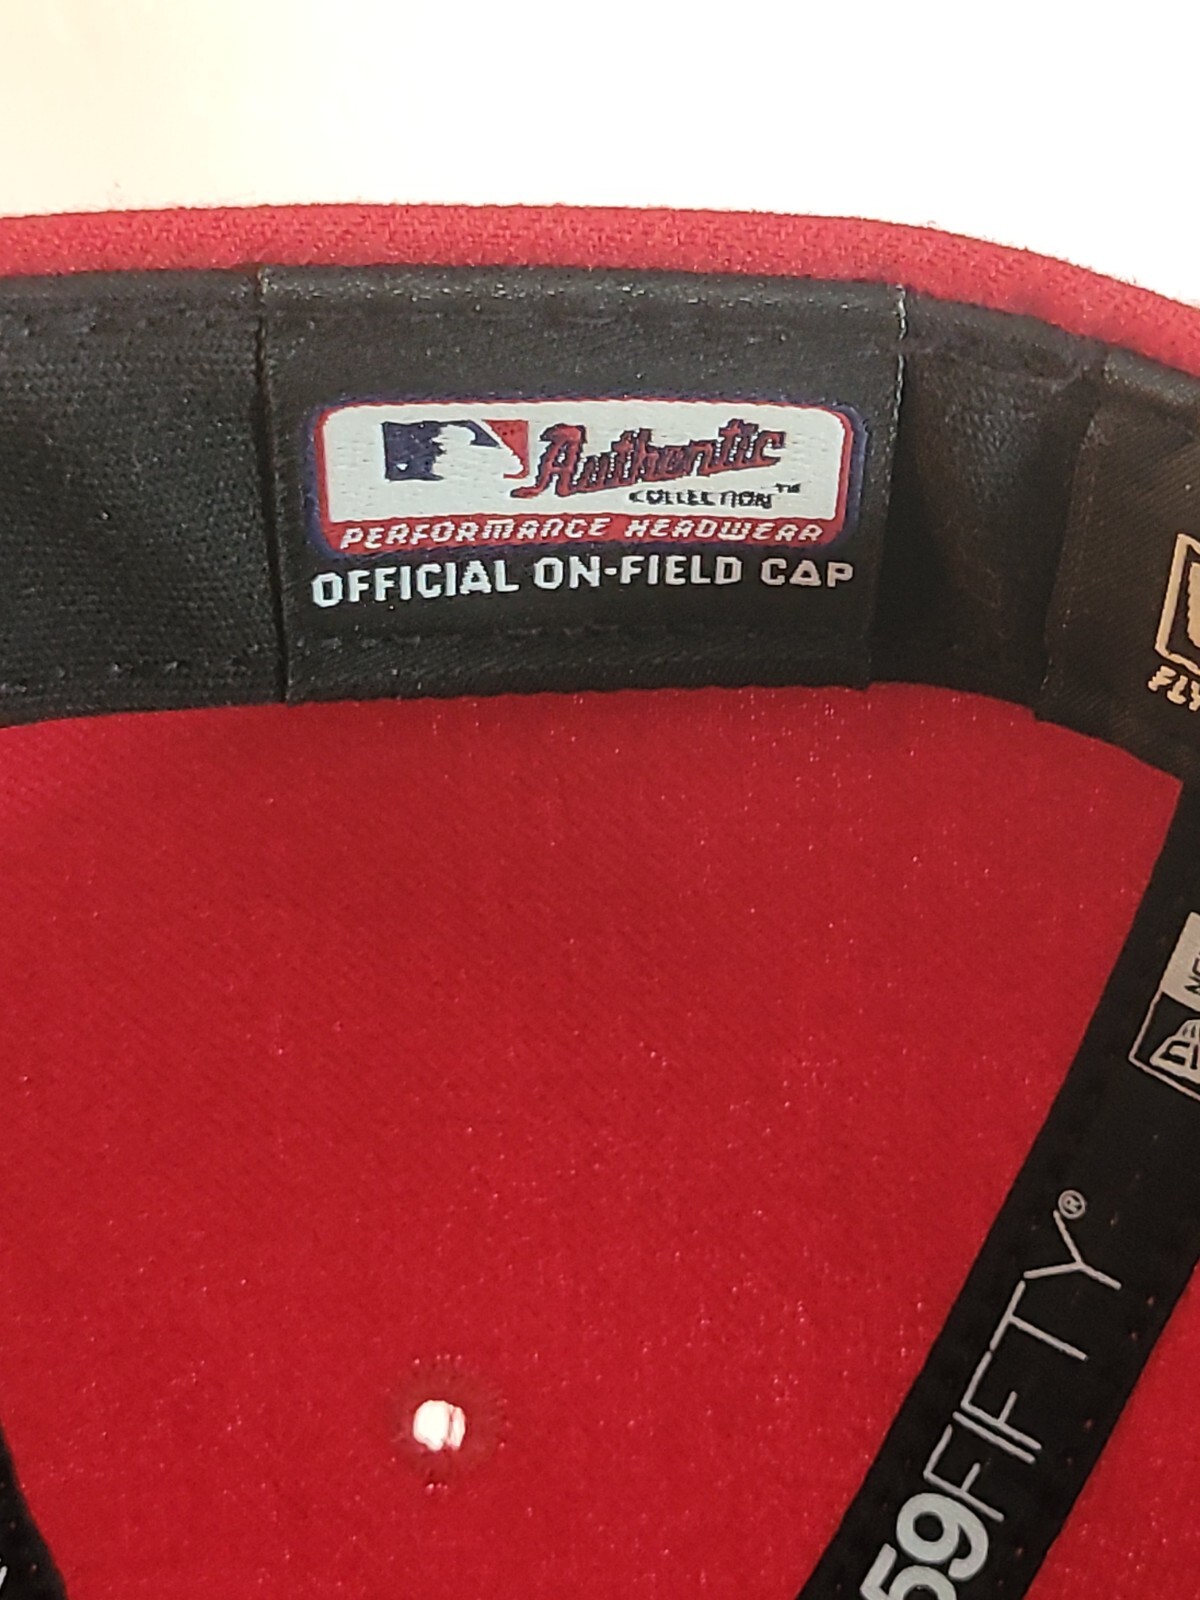 Authentic
COLLECTION™
PERFORMANCE HEADWEAR
OFFICIAL ON-FIELD CAP
59FIFTY®